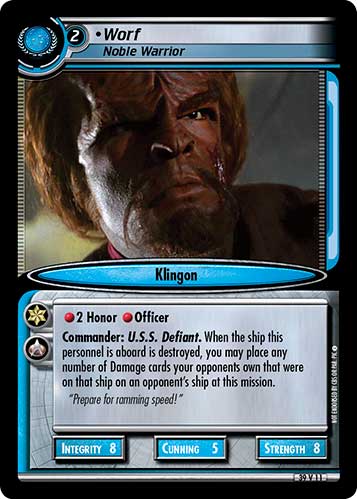 2 •Worf
Noble Warrior
Klingon
2 Honor Officer
Commander: U.S.S. Defiant. When the ship this
personnel is aboard is destroyed, you may place any
number of Damage cards your opponents own that were
on that ship on an opponent's ship at this mission.
"Prepare for ramming speed!"
INTEGRITY 8 CUNNING 5 STRENGTH 8
39 V 11